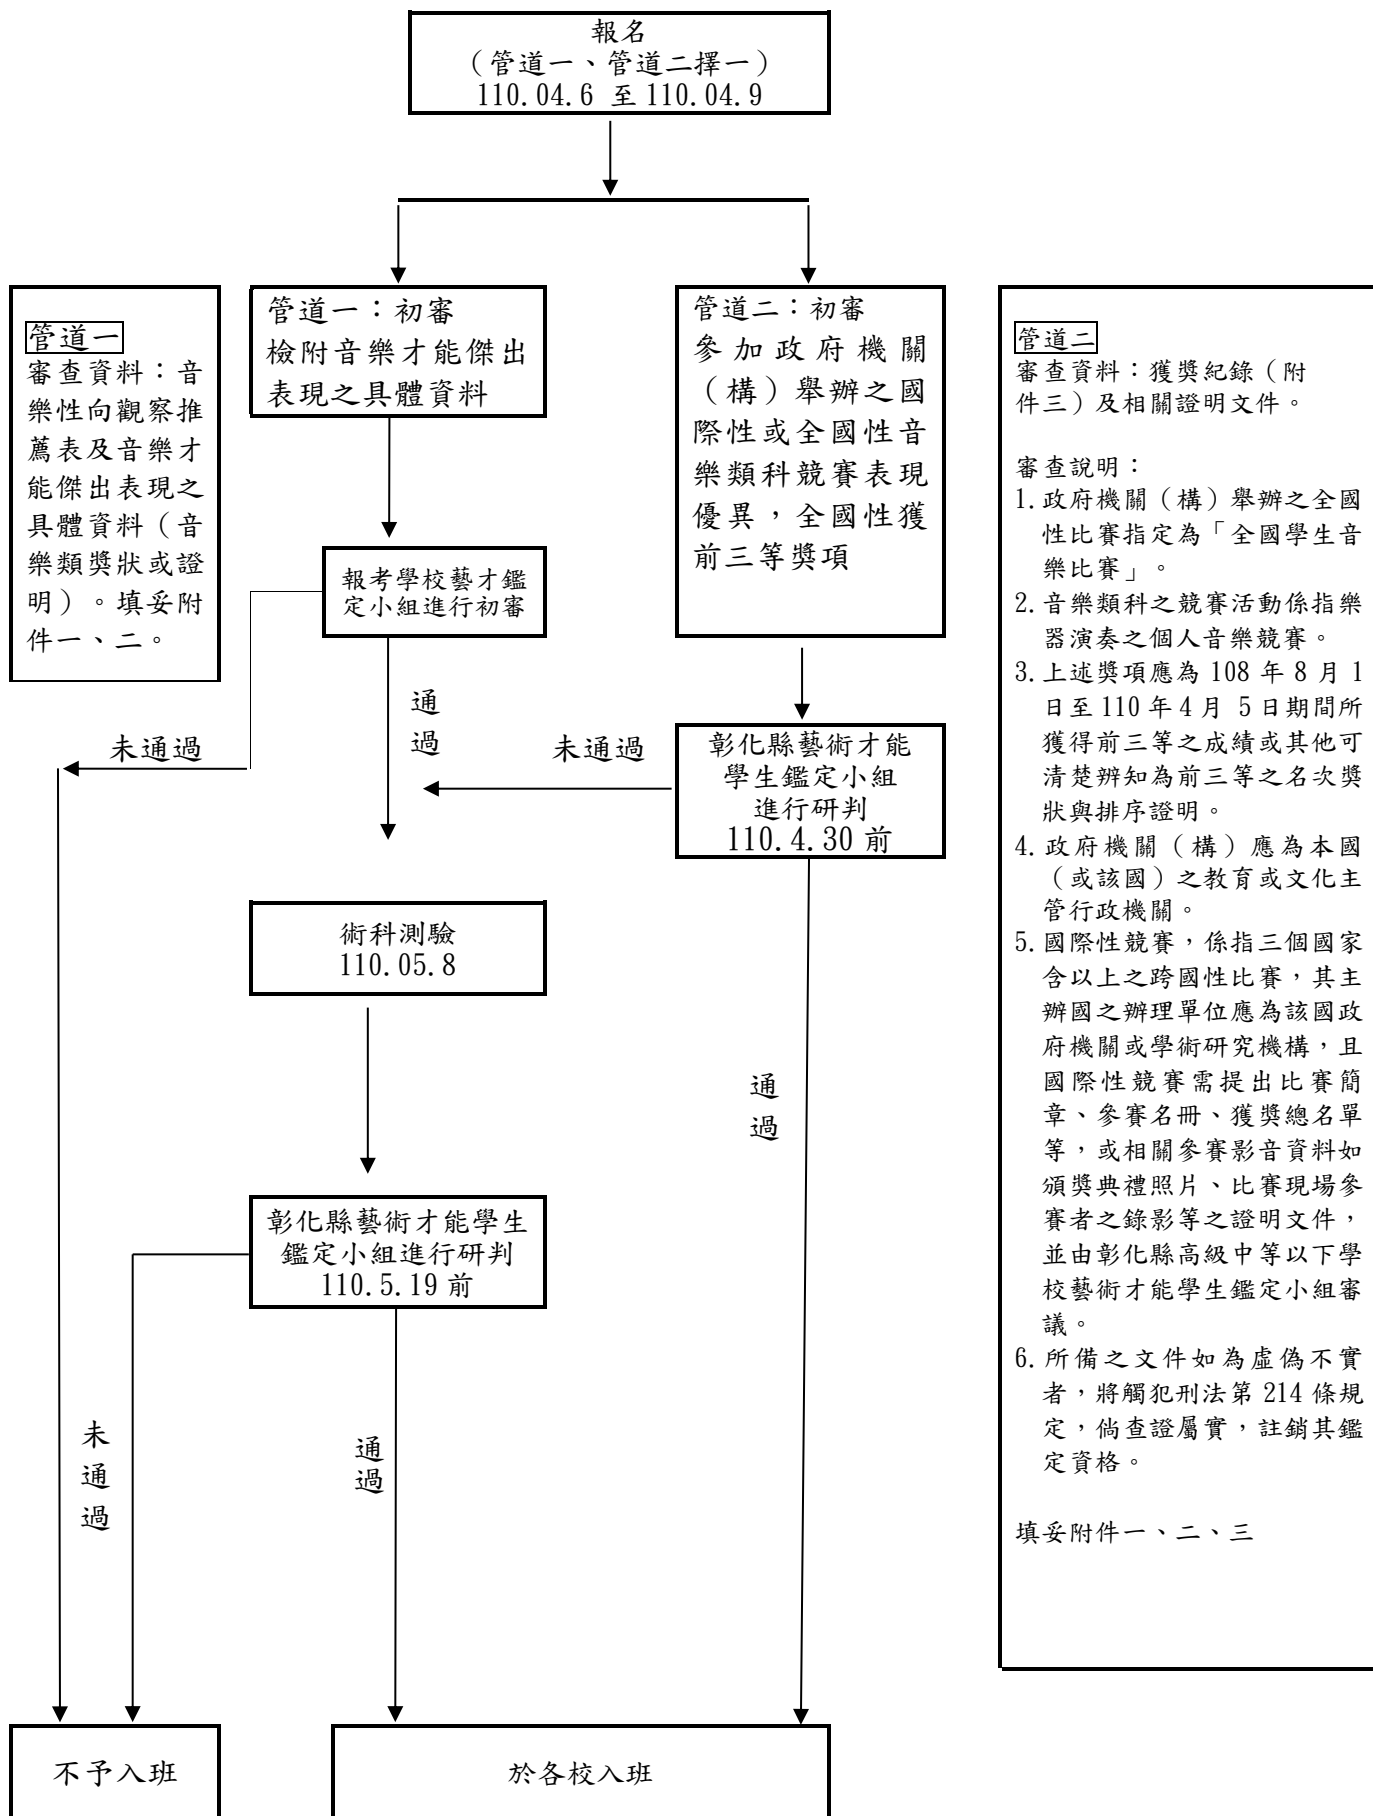 報名
（管道一、管道二擇一）
110.04.6 至 110.04.9
管道一
審查資料：音
樂性向觀察推
薦表及音樂才
能傑出表現之
具體資料（音
樂類獎狀或證
明）。填妥附
件一、二。
管道一：初審
檢附音樂才能傑出
表現之具體資料
管道二：初審
參加政府機關
（構）舉辦之國
際性或全國性音
樂類科競賽表現
優異，全國性獲
前三等獎項
管道二
審查資料：獲獎紀錄（附
件三）及相關證明文件。
審查說明：
1.政府機關（構）舉辦之全國
性比賽指定為「全國學生音
樂比賽」。
2.音樂類科之競賽活動係指樂
器演奏之個人音樂競賽。
3.上述獎項應為 108 年 8 月 1
日至 110 年 4 月 5 日期間所
獲得前三等之成績或其他可
清楚辨知為前三等之名次獎
狀與排序證明。
4.政府機關（構）應為本國
（或該國）之教育或文化主
管行政機關。
5.國際性競賽，係指三個國家
含以上之跨國性比賽，其主
辦國之辦理單位應為該國政
府機關或學術研究機構，且
國際性競賽需提出比賽簡
章、參賽名冊、獲獎總名單
等，或相關參賽影音資料如
頒獎典禮照片、比賽現場參
賽者之錄影等之證明文件，
並由彰化縣高級中等以下學
校藝術才能學生鑑定小組審
議。
6.所備之文件如為虛偽不實
者，將觸犯刑法第 214 條規
定，倘查證屬實，註銷其鑑
定資格。
填妥附件一、二、三
報考學校藝才鑑
定小組進行初審
通過
未通過
未通過
彰化縣藝術才能
學生鑑定小組
進行研判
110.4.30 前
術科測驗
110.05.8
通過
彰化縣藝術才能學生
鑑定小組進行研判
110.5.19 前
未通過
通過
不予入班
於各校入班